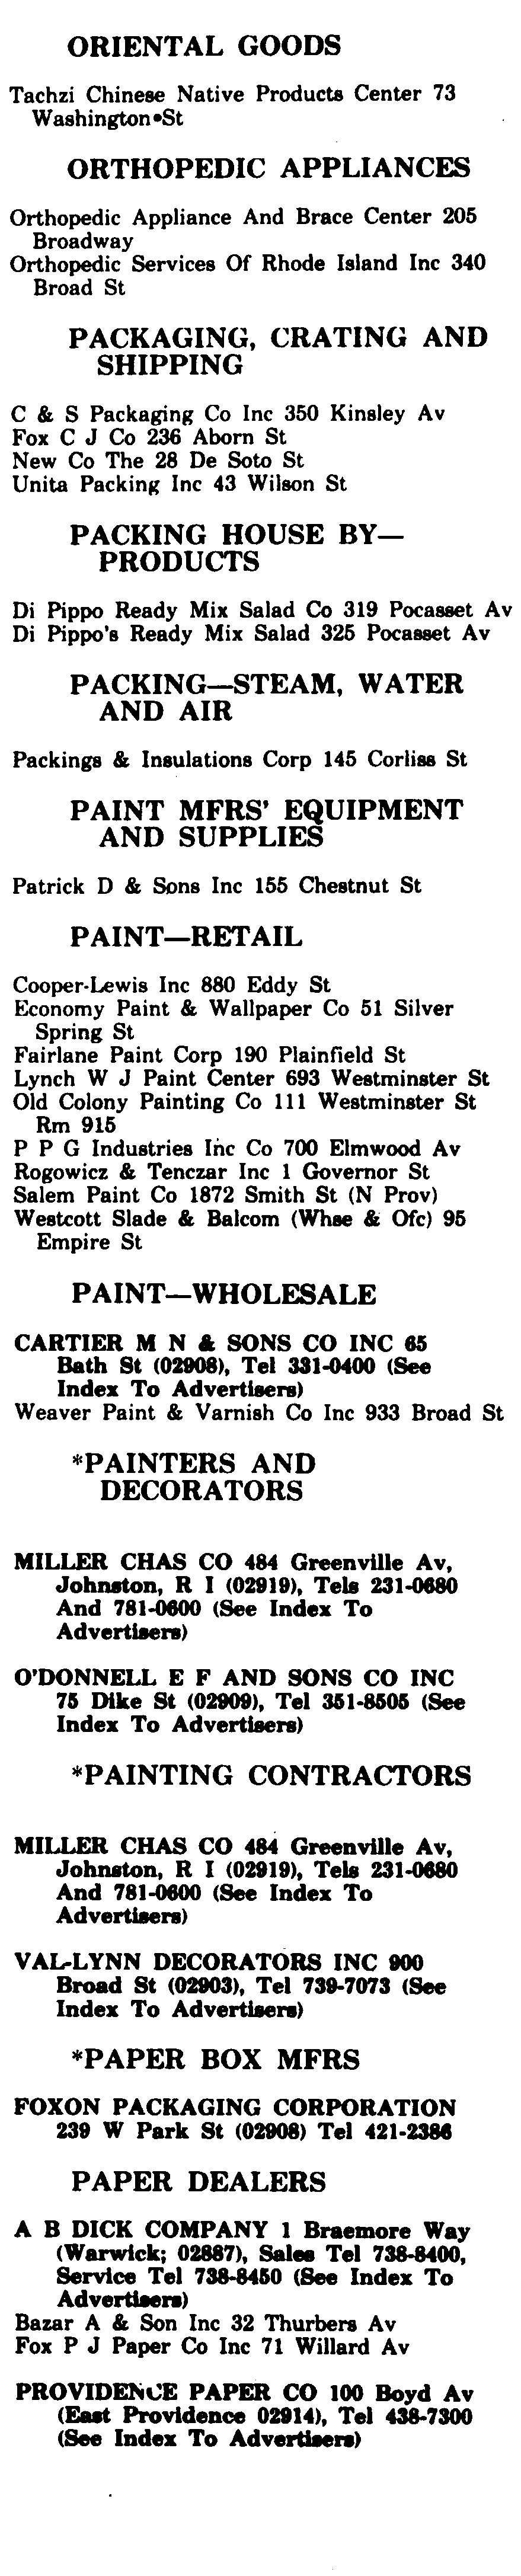 ORIENTAL GOODS
Tachzi Chinese Native Products Center 73
Washington•St
ORTHOPEDIC APPLIANCES
Orthopedic Appliance And Brace Center 205
Broadway
Orthopedic Services Of Rhode Island Inc 340
Broad St
PACKAGING, CRATING AND
SHIPPING
C & S Packaging Co Inc 350 Kinsley Av
Fox C J Co 236 Aborn St
New Co The 28 De Soto St
Unita Packing Inc 43 Wilson St
PACKING HOUSE BY—
PRODUCTS
Di Pippo Ready Mix Salad Co 319 Pocasset Av
Di Pippo's Ready Mix Salad 325 Pocasset Av
PACKING—STEAM, WATER
AND AIR
Packings & Insulations Corp 145 Corliss St
PAINT MFRS' EQUIPMENT
AND SUPPLIES
Patrick D & Sons Inc 155 Chestnut St
PAINT—RETAIL
Cooper-Lewis Inc 880 Eddy St
Economy Paint & Wallpaper Co 51 Silver
Spring St
Fairlane Paint Corp 190 Plainfield St
Lynch W J Paint Center 693 Westminster St
Old Colony Painting Co 111 Westminster St
Rm 915
P P G Industries Inc Co 700 Elmwood Av
Rogowicz & Tenczar Inc 1 Governor St
Salem Paint Co 1872 Smith St (N Prov)
Westcott Slade & Balcom (Whse & Ofc) 95
Empire St
PAINT—WHOLESALE
CARTIER M N & SONS CO INC 65
Bath St (02908), Tel 331-0400 (See
Index To Advertisers)
Weaver Paint & Varnish Co Inc 933 Broad St
*PAINTERS AND
DECORATORS
MILLER CHAS CO 484 Greenville Av,
Johnston, R I (02919), Tels 231-0680
And 781-0600 (See Index To
Advertisers)
O'DONNELL E F AND SONS CO INC
75 Dike St (02909), Tel 351-8505 (See
Index To Advertisers)
*PAINTING CONTRACTORS
MILLER CHAS CO 484 Greenville Av,
Johnston, R I (02919), Tels 231-0680
And 781-0600 (See Index To
Advertisers)
VAL-LYNN DECORATORS INC 900
Broad St (02903), Tel 739-7073 (See
Index To Advertisers)
*PAPER BOX MFRS
FOXON PACKAGING CORPORATION
239 W Park St (02908) Tel 421-2386
PAPER DEALERS
A B DICK COMPANY 1 Braemore Way
(Warwick; 02887), Sales Tel 738-8400,
Service Tel 738-8450 (See Index To
Advertisers)
Bazar A & Son Inc 32 Thurbers Av
Fox P J Paper Co Inc 71 Willard Av
PROVIDENCE PAPER CO 100 Boyd Av
(East Providence 02914), Tel 438-7300
(See Index To Advertisers)